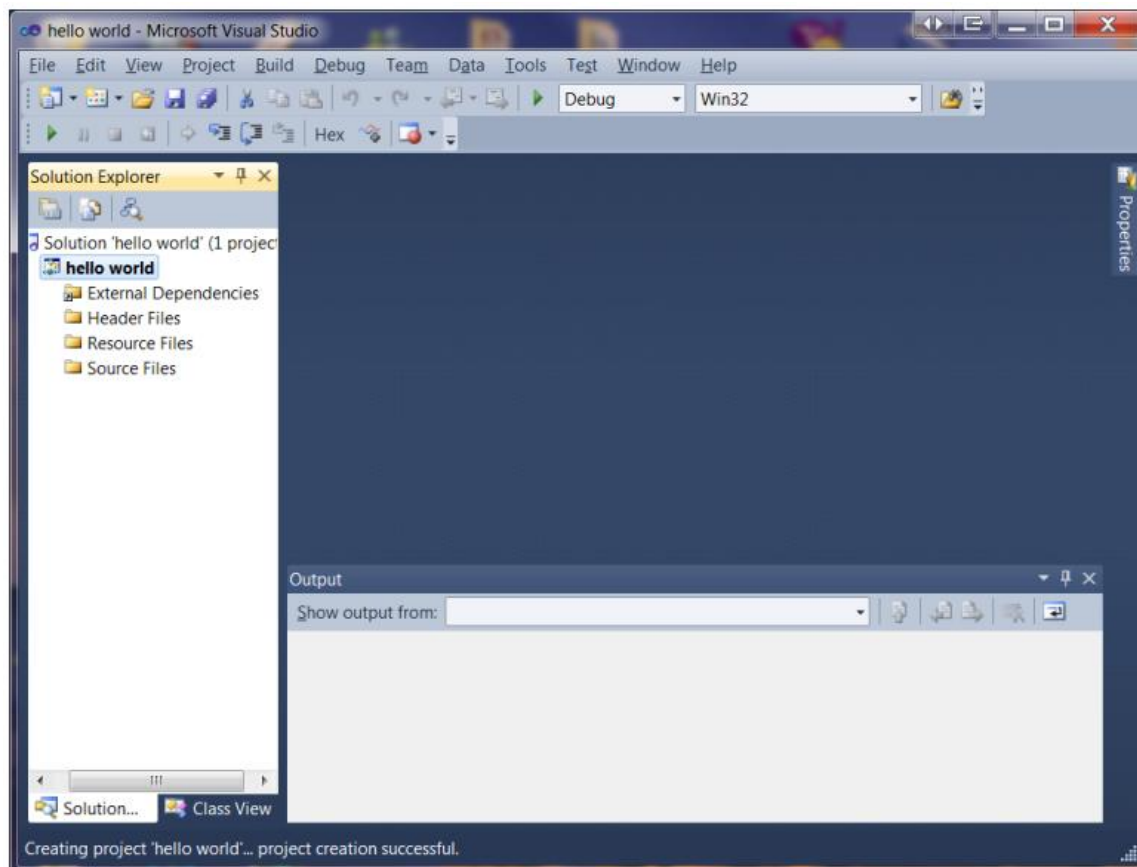 hello world - Microsoft Visual Studio
File Edit View Project Build Debug Team Data Tools Test Window Help
Debug Win32
Hex
Solution Explorer
Solution 'hello world' (1 projec
hello world
External Dependencies
Header Files
Resource Files
Source Files
Properties
Output
Show output from:
Solution... Class View
Creating project 'hello world'... project creation successful.